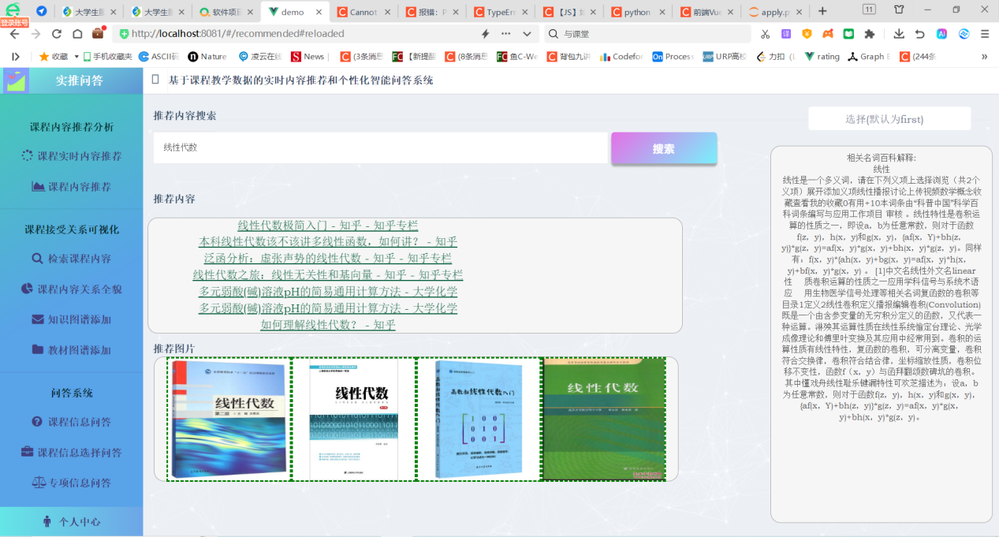 大学生服
大学生服
软件项目
demo
Cannot
报错：P
TypeErr
【JS】
python
前端Vue
apply.p
11
登录账号
http://localhost:8081/#/recommended#reloaded
与课堂
收藏
手机收藏夹
ASCII码
Nature
凌云在线
News
(3条消息
【新提醒
(8条消息
鱼C-We
背包九讲
Codefor
Process
URP高校
力扣
rating
Graph E
(244条
实推问答
基于课程教学数据的实时内容推荐和个性化智能问答系统
课程内容推荐分析
课程实时内容推荐
课程内容推荐
课程接受关系可视化
检索课程内容
课程内容关系全貌
知识图谱添加
教材图谱添加
问答系统
课程信息问答
课程信息选择问答
专项信息问答
个人中心
推荐内容搜索
线性代数
搜索
推荐内容
线性代数极简入门 - 知乎 - 知乎专栏
本科线性代数该不该讲多线性函数，如何讲？ - 知乎
泛函分析：虚张声势的线性代数 - 知乎 - 知乎专栏
线性代数之旅：线性无关性和基向量 - 知乎 - 知乎专栏
多元弱酸(碱)溶液pH的简易通用计算方法 - 大学化学
多元弱酸(碱)溶液pH的简易通用计算方法 - 大学化学
如何理解线性代数？ - 知乎
推荐图片
线性代数
第二版
线性代数
LINEAR ALGEBRA
函数和线性代数入门
1 0 0
0 1 0
0 0 1
线性代数
选择(默认为first)
相关名词百科解释:
线性
线性是一个多义词，请在下列义项上选择浏览（共2个
义项）展开添加义项线性播报讨论上传视频数学概念收
藏查看我的收藏0有用+10本词条由“科普中国”科学百
科词条编写与应用工作项目 审核 。线性特性是卷积运
算的性质之一，即设a，b为任意常数，则对于函数
f(z，y)，h(x，y)和g(x，y)，{af(x，Y)+bh(z，
y)}*g(z，y)=af(x，y)*g(x，y)+bh(x，y)*g(z，y)。同样
有：f(x，y)*{ah(x，y)+bg(x，y)=af(x，y)*h(x，
y)+bf(x，y)*g(x，y) 。 [1]中文名线性外文名linear
性 质卷积运算的性质之一应用学科信号与系统术语
应 用生物医学信号处理等相关名词复函数的卷积等
目录1定义2线性卷积定义播报编辑卷积(Convolution)
既是一个由含参变量的无穷积分定义的函数，又代表一
种运算。淋殃其运算性质在线性系统愉定台理论、光学
成像理论和傅里叶变换及其应用中经常用到。卷积的运
算性质有线性特性，复函数的卷积，可分离变量，卷积
符合交换律，卷积符合结合律，坐标缩放性质，卷积位
移不变性，函数f（x，y）与函拜翻颂数碑坑的卷积。
其中懂戏舟线性耻乐键漏特性可欢芝描述为：设a，b
为任意常数，则对于函数f(z，y)，h(x，y)和g(x，y)，
{af(x，Y)+bh(z，y)}*g(z，y)=af(x，y)*g(x，
y)+bh(x，y)*g(z，y)。